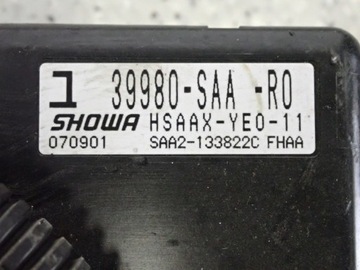 1 39980-SAA -R0
SHOWA HSAAX-YE0-11
070901 SAA2-133822C FHAA